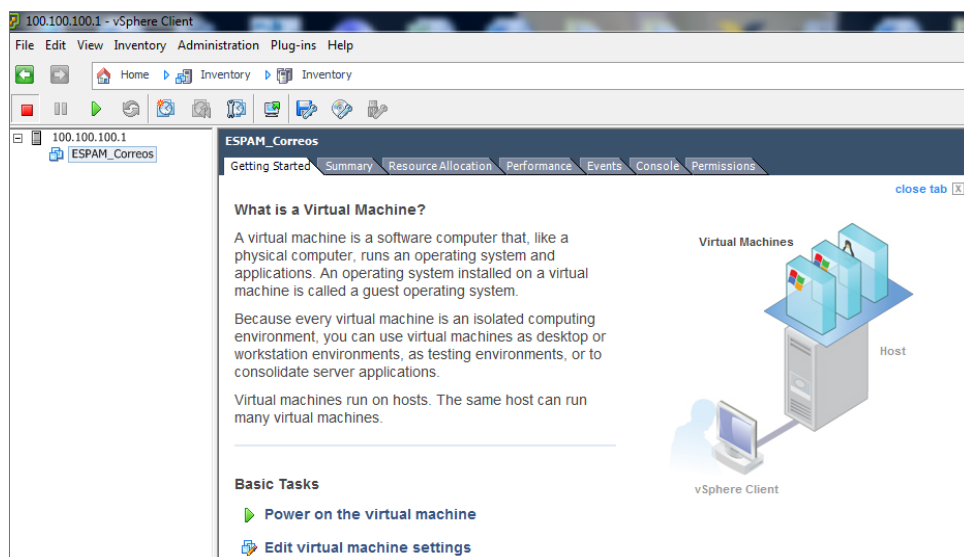 100.100.100.1 - vSphere Client
File Edit View Inventory Administration Plug-ins Help
Home Inventory Inventory
100.100.100.1
ESPAM_Correos
ESPAM_Correos
Getting Started Summary Resource Allocation Performance Events Console Permissions
close tab X
What is a Virtual Machine?
A virtual machine is a software computer that, like a
physical computer, runs an operating system and
applications. An operating system installed on a virtual
machine is called a guest operating system.
Because every virtual machine is an isolated computing
environment, you can use virtual machines as desktop or
workstation environments, as testing environments, or to
consolidate server applications.
Virtual machines run on hosts. The same host can run
many virtual machines.
Virtual Machines
Host
vSphere Client
Basic Tasks
Power on the virtual machine
Edit virtual machine settings